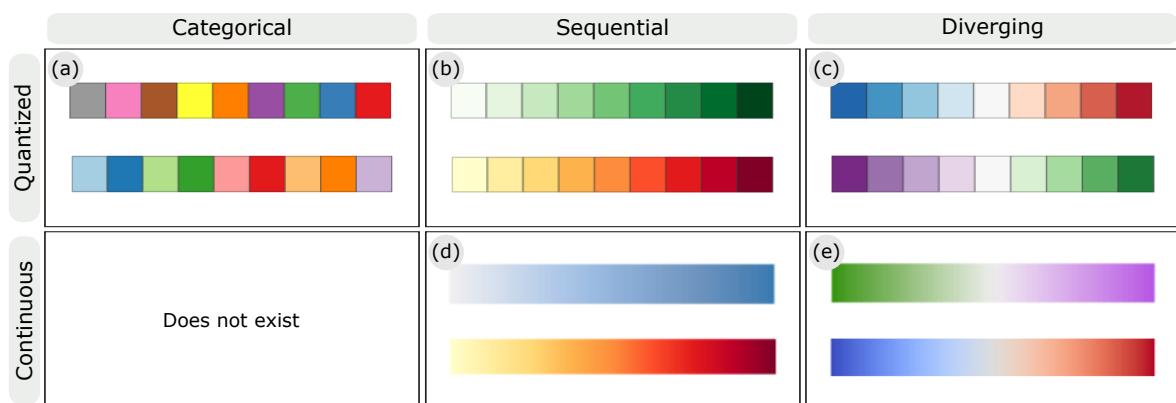 Categorical
Sequential
Diverging
Quantized
(a)
(b)
(c)
Continuous
Does not exist
(d)
(e)